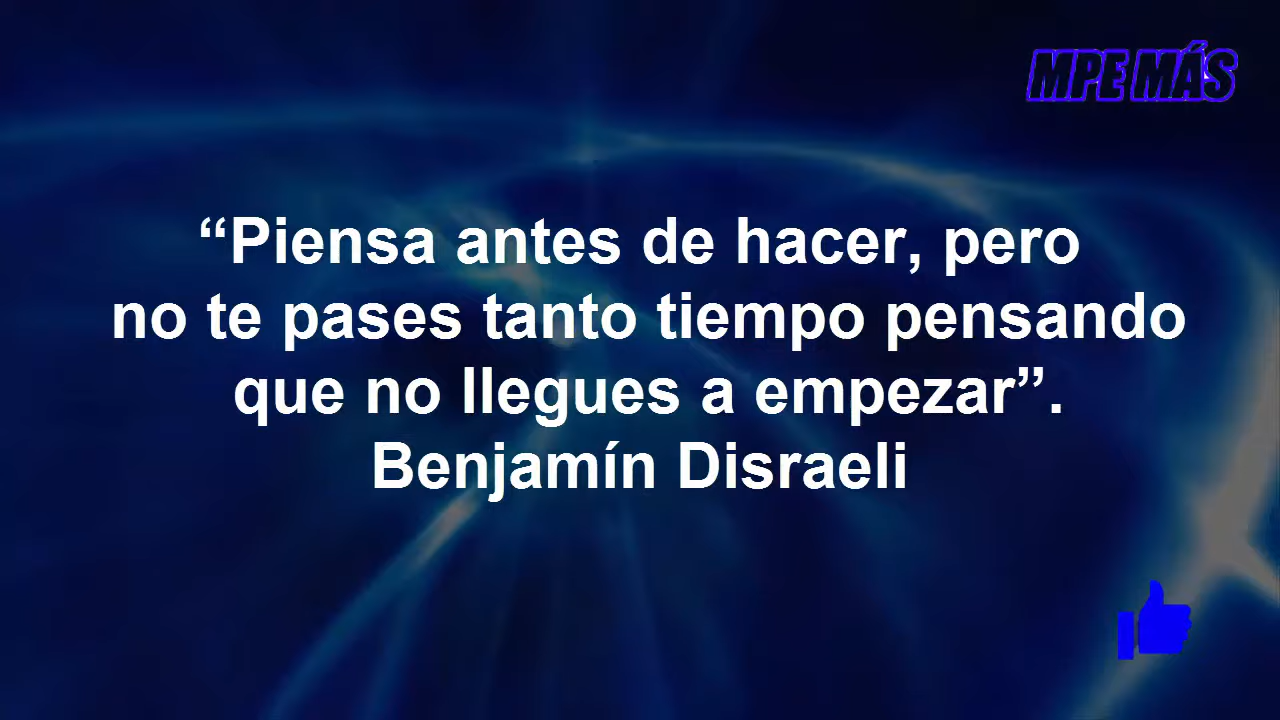 MPE MÁS
“Piensa antes de hacer, pero
no te pases tanto tiempo pensando
que no llegues a empezar”.
Benjamín Disraeli